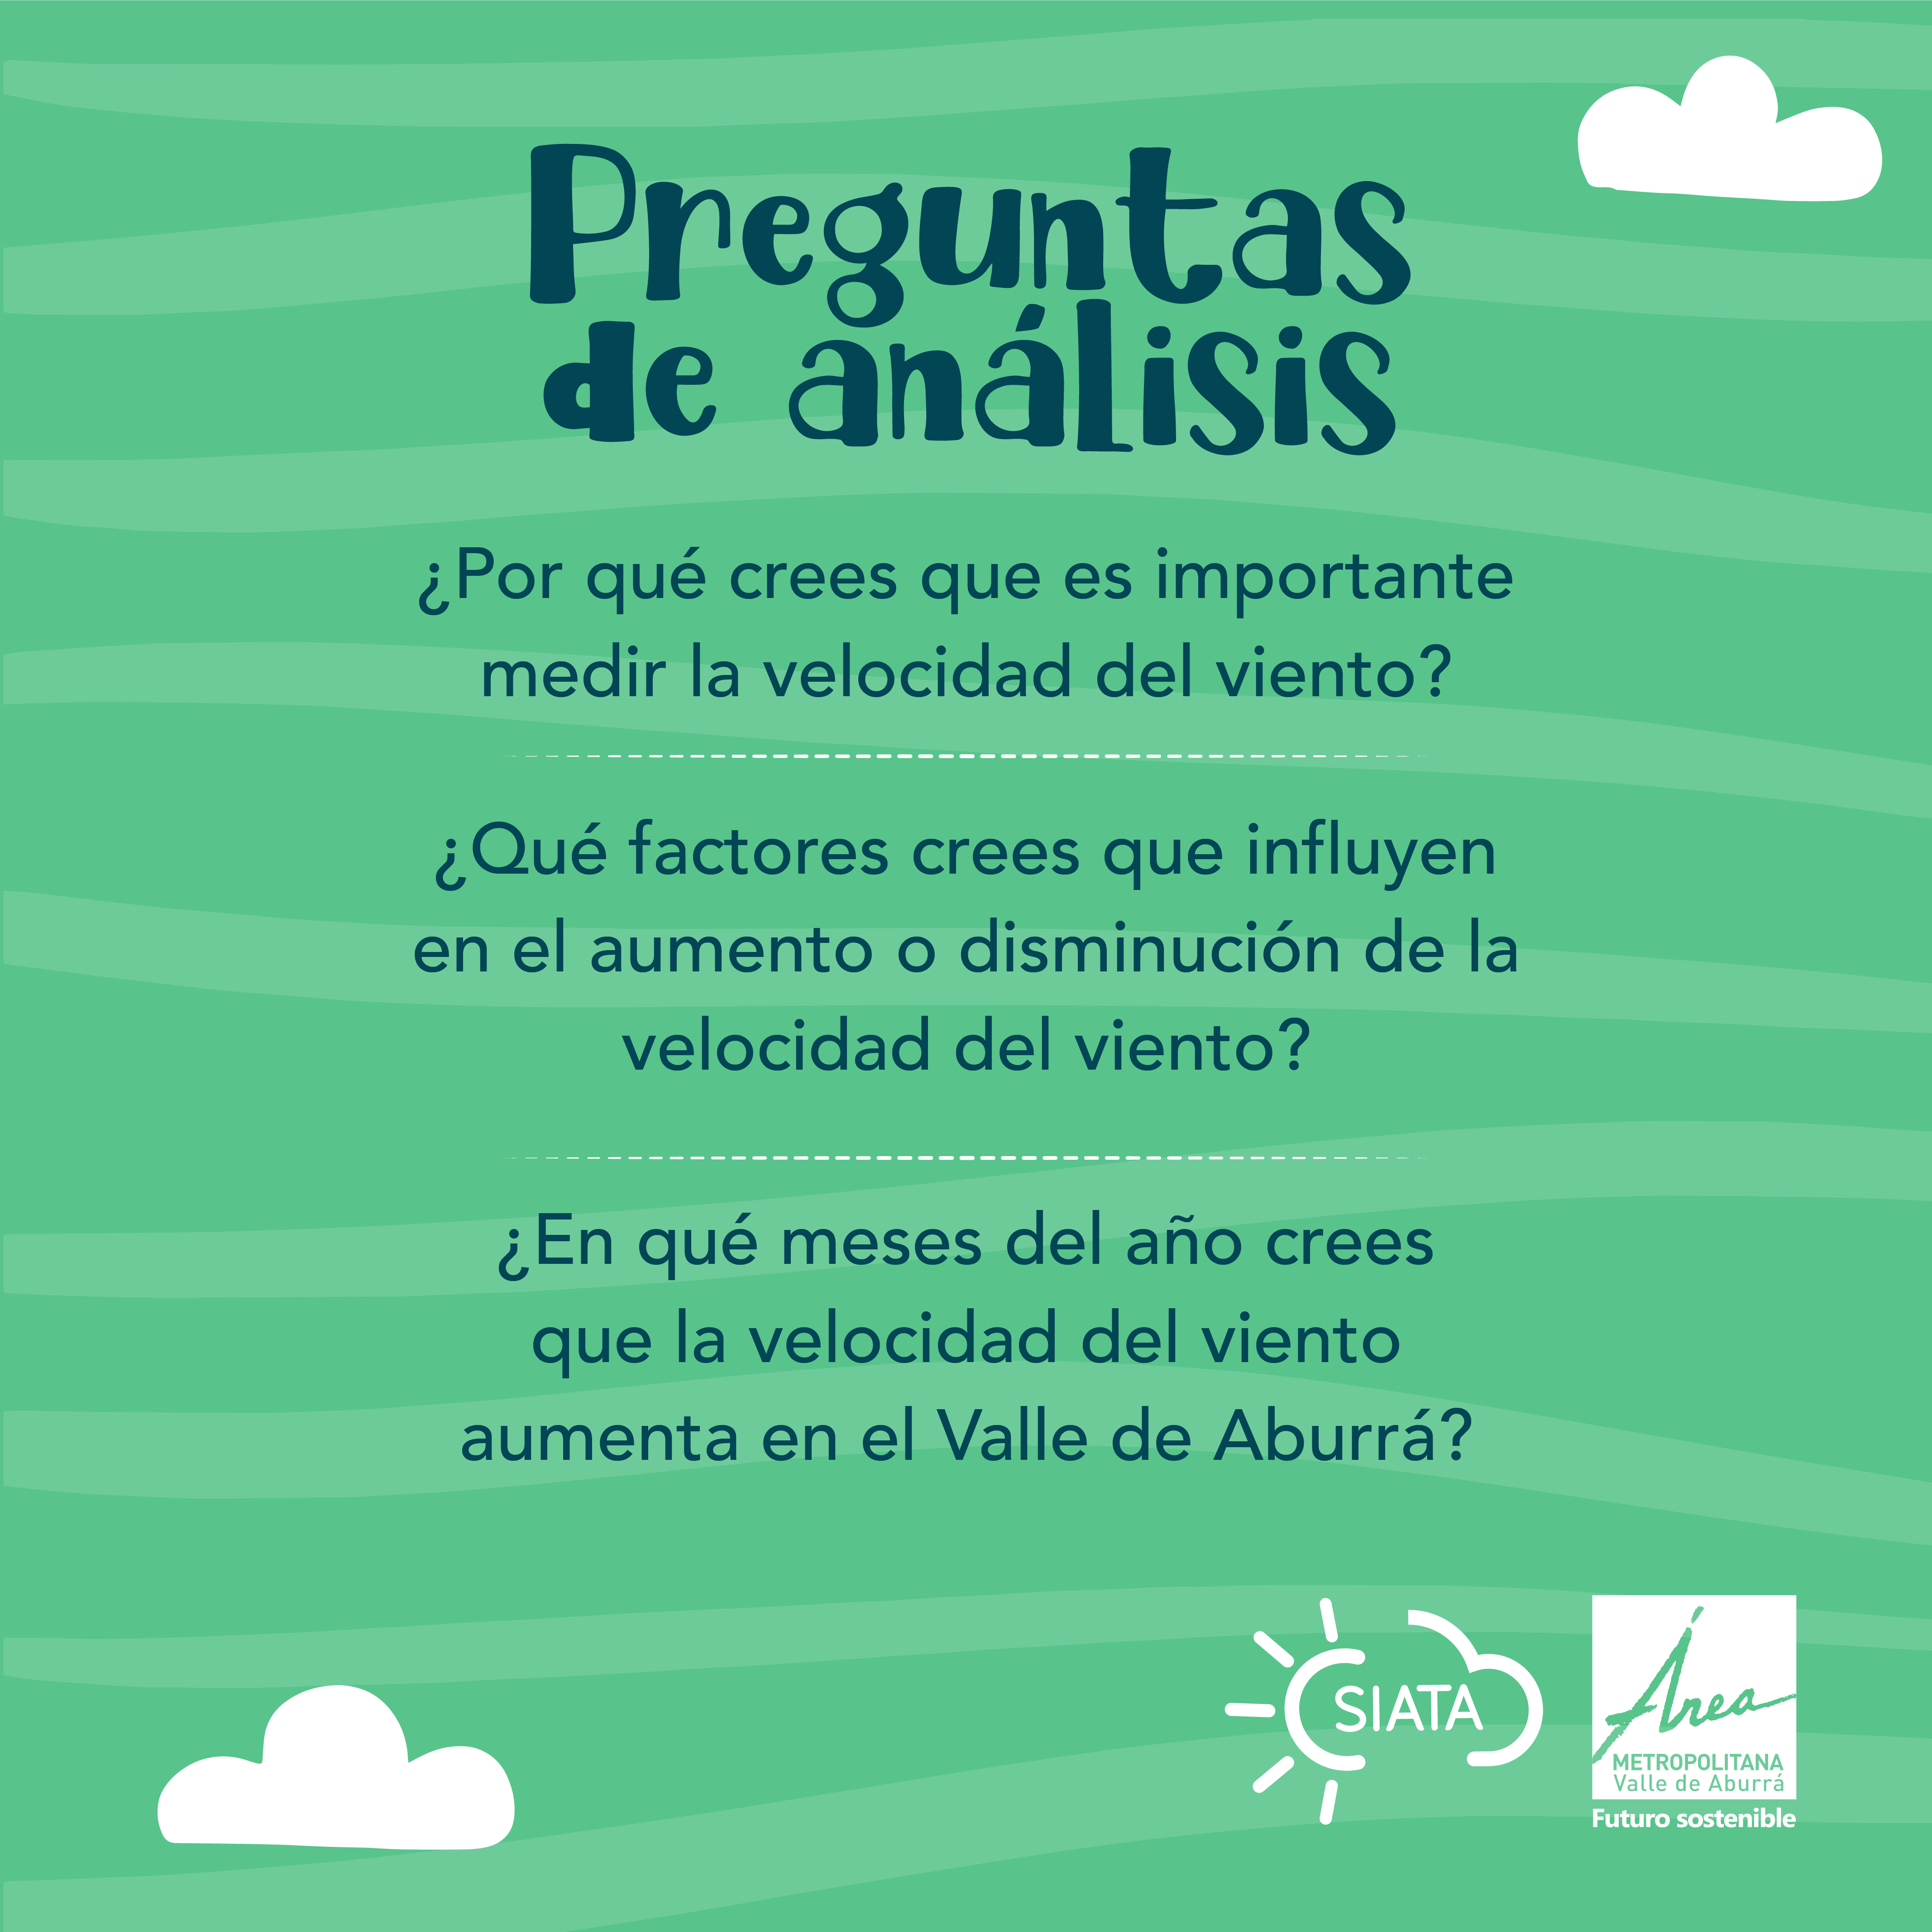 Preguntas
de análisis
¿Por qué crees que es importante
medir la velocidad del viento?
¿Qué factores crees que influyen
en el aumento o disminución de la
velocidad del viento?
¿En qué meses del año crees
que la velocidad del viento
aumenta en el Valle de Aburrá?
SIATA
Área
METROPOLITANA
Valle de Aburrá
Futuro sostenible